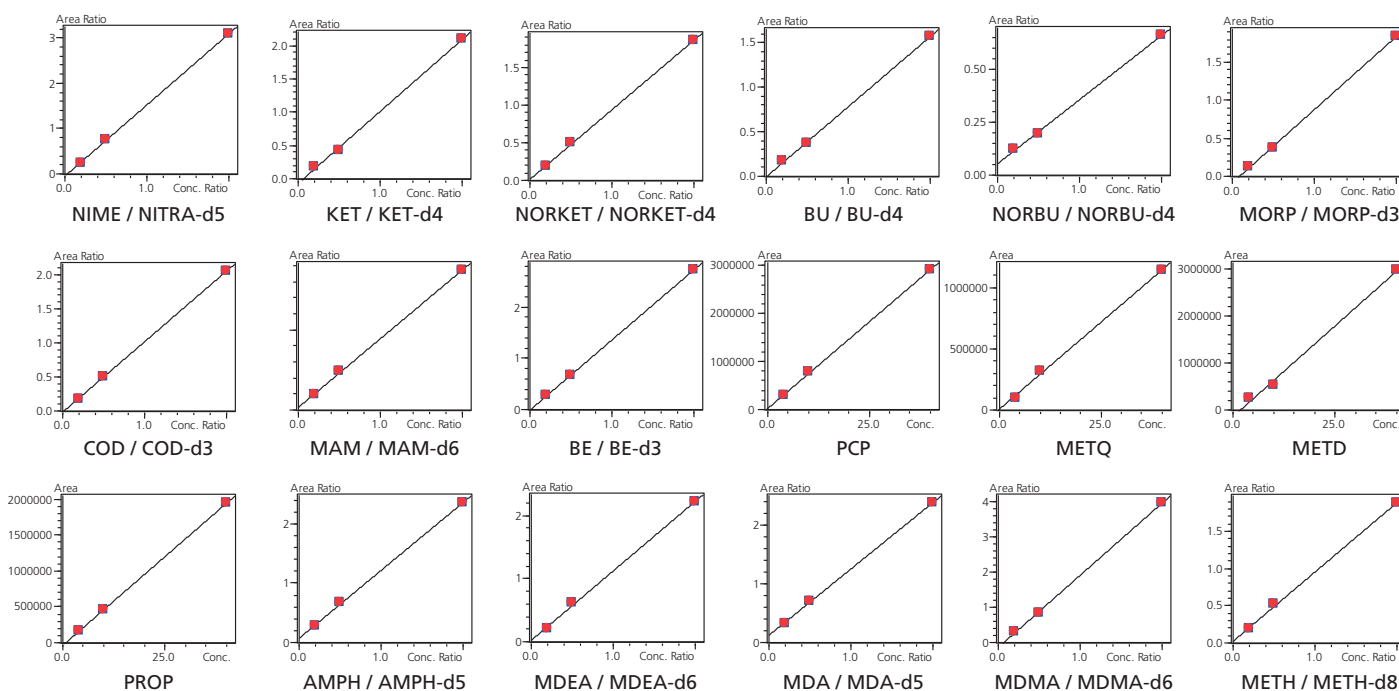 Area Ratio
3
2
1
0
0.0 1.0 Conc. Ratio
NIME / NITRA-d5
Area Ratio
2.0
1.5
1.0
0.5
0.0
0.0 1.0 Conc. Ratio
KET / KET-d4
Area Ratio
1.5
1.0
0.5
0.0
0.0 1.0 Conc. Ratio
NORKET / NORKET-d4
Area Ratio
1.5
1.0
0.5
0.0
0.0 1.0 Conc. Ratio
BU / BU-d4
Area Ratio
0.50
0.25
0.00
0.0 1.0 Conc. Ratio
NORBU / NORBU-d4
Area Ratio
1.5
1.0
0.5
0.0
0.0 1.0 Conc. Ratio
MORP / MORP-d3
Area Ratio
2.0
1.5
1.0
0.5
0.0
0.0 1.0 Conc. Ratio
COD / COD-d3
Area Ratio
0.0 1.0 Conc. Ratio
MAM / MAM-d6
Area Ratio
2
1
0
0.0 1.0 Conc. Ratio
BE / BE-d3
Area
3000000
2000000
1000000
0
0.0 25.0 Conc.
PCP
Area
1000000
500000
0
0.0 25.0 Conc.
METQ
Area
3000000
2000000
1000000
0
0.0 25.0 Conc.
METD
Area
2000000
1500000
1000000
500000
0
0.0 25.0 Conc.
PROP
Area Ratio
2
1
0
0.0 1.0 Conc. Ratio
AMPH / AMPH-d5
Area Ratio
2
1
0
0.0 1.0 Conc. Ratio
MDEA / MDEA-d6
Area Ratio
2
1
0
0.0 1.0 Conc. Ratio
MDA / MDA-d5
Area Ratio
4
3
2
1
0
0.0 1.0 Conc. Ratio
MDMA / MDMA-d6
Area Ratio
1.5
1.0
0.5
0.0
0.0 1.0 Conc. Ratio
METH / METH-d8